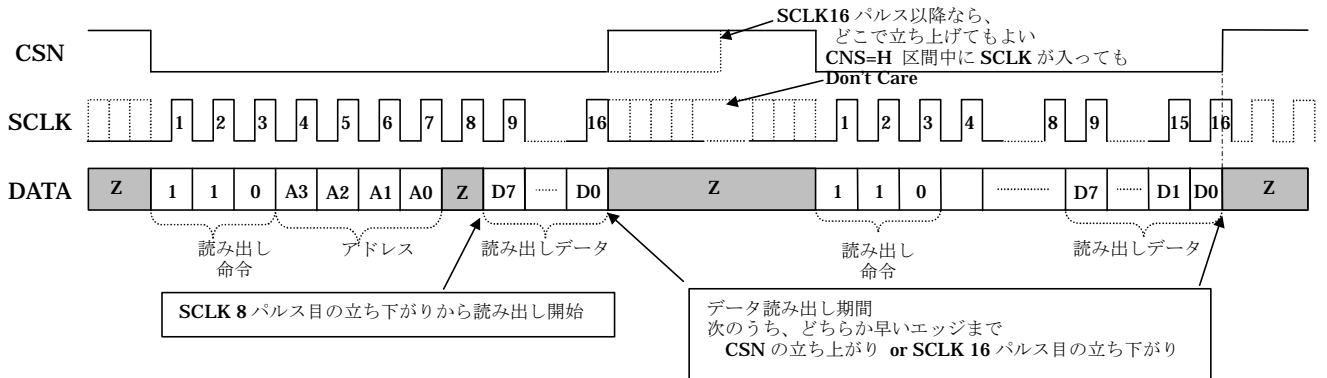 SCLK16 パルス以降なら、
どこで立ち上げてもよい
CNS=H 区間中に SCLK が入っても
Don't Care
CSN
SCLK
1 2 3 4 5 6 7 8 9 16 1 2 3 4 8 9 15 16
DATA
Z 1 1 0 A3 A2 A1 A0 Z D7 ...... D0 Z 1 1 0 ................ D7 ....... D1 D0 Z
読み出し
命令
アドレス
読み出しデータ
読み出し
命令
読み出しデータ
SCLK 8 パルス目の立ち下がりから読み出し開始
データ読み出し期間
次のうち、どちらか早いエッジまで
CSN の立ち上がり or SCLK 16 パルス目の立ち下がり